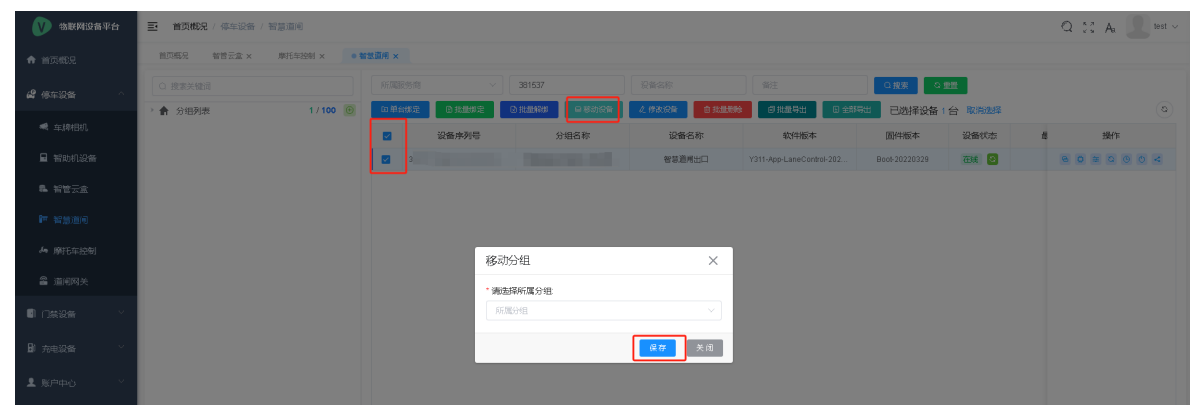 物联网设备平台
首页概况 / 停车设备 / 智慧道闸
test
首页概况
智管云盒 ×
摩托车控制 ×
智慧道闸 ×
首页概况
停车设备
车牌相机
智助机设备
智管云盒
智慧道闸
摩托车控制
道闸网关
门禁设备
充电设备
账户中心
搜索关键词
分组列表 1 / 100
所属服务商
381537
设备名称
备注
搜索
重置
单台绑定
批量绑定
批量解绑
移动设备
修改设备
批量删除
批量导出
全部导出
已选择设备 1 台 取消选择
设备序列号 分组名称 设备名称 软件版本 固件版本 设备状态 操作
3 智慧道闸出口 Y311-App-LaneControl-202... Boot-20220329 在线
移动分组
* 请选择所属分组:
所属分组
保存
关闭